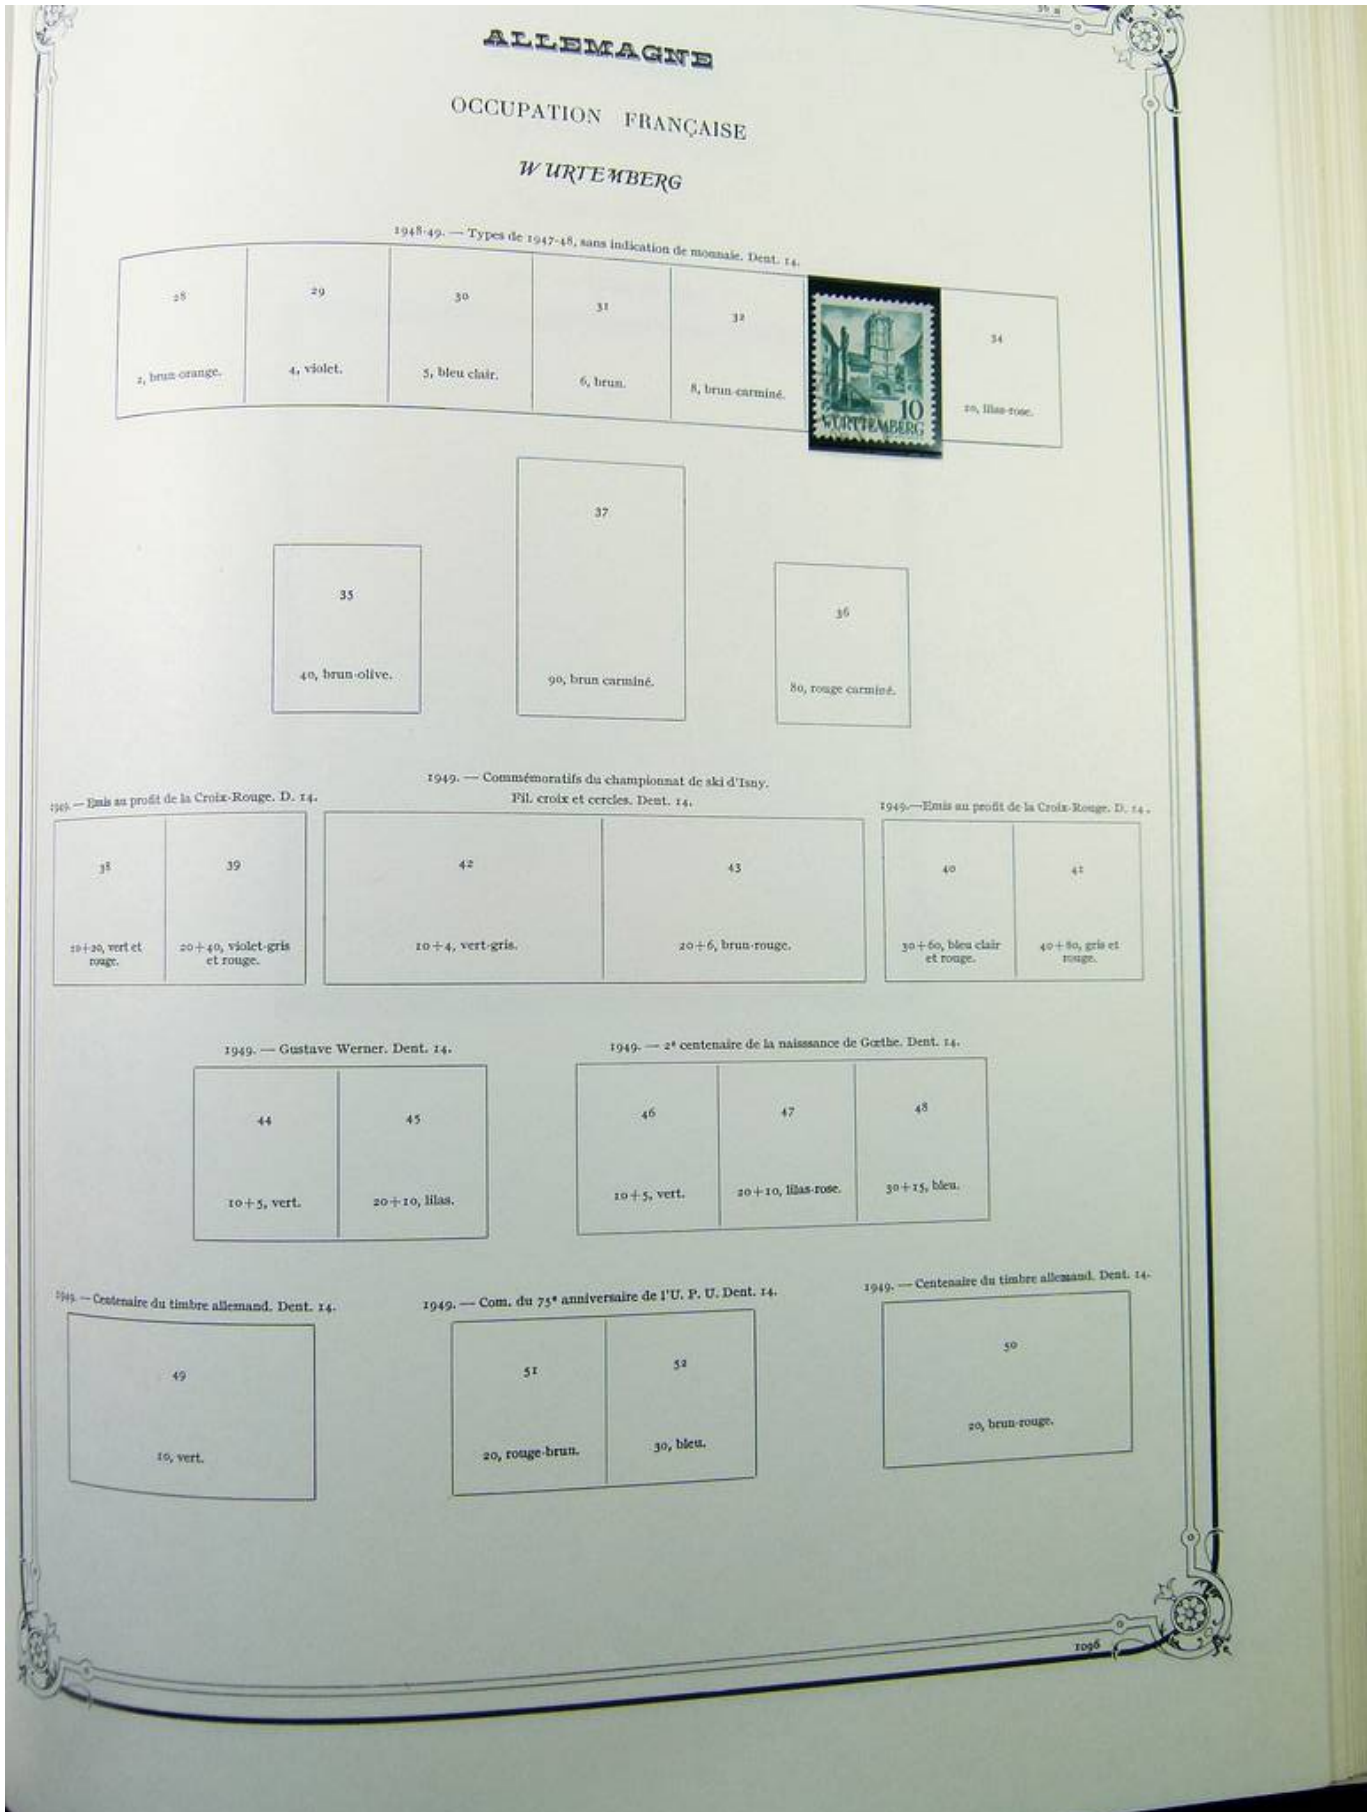 ALLEMAGNE
OCCUPATION FRANÇAISE
WURTEMBERG
1948-49. — Types de 1947-48, sans indication de monnaie. Dent. 14.
28
2, brun-orange.
29
4, violet.
30
5, bleu clair.
31
6, brun.
32
8, brun-carminé.
10
WÜRTTEMBERG
34
20, lilas-rose.
35
40, brun-olive.
37
90, brun carminé.
36
80, rouge carminé.
1949. — Emis au profit de la Croix-Rouge. D. 14.
38
10+20, vert et
rouge.
39
20+40, violet-gris
et rouge.
1949. — Commémoratifs du championnat de ski d'Isny.
Fil. croix et cercles. Dent. 14.
42
10+4, vert-gris.
43
20+6, brun-rouge.
1949.—Emis au profit de la Croix-Rouge. D. 14.
40
30+60, bleu clair
et rouge.
41
40+80, gris et
rouge.
1949. — Gustave Werner. Dent. 14.
44
10+5, vert.
45
20+10, lilas.
1949. — 2e centenaire de la naisssance de Gœthe. Dent. 14.
46
10+5, vert.
47
20+10, lilas-rose.
48
30+15, bleu.
1949. — Centenaire du timbre allemand. Dent. 14.
49
10, vert.
1949. — Com. du 75e anniversaire de l'U. P. U. Dent. 14.
51
20, rouge-brun.
52
30, bleu.
1949. — Centenaire du timbre allemand. Dent. 14.
50
20, brun-rouge.
1096